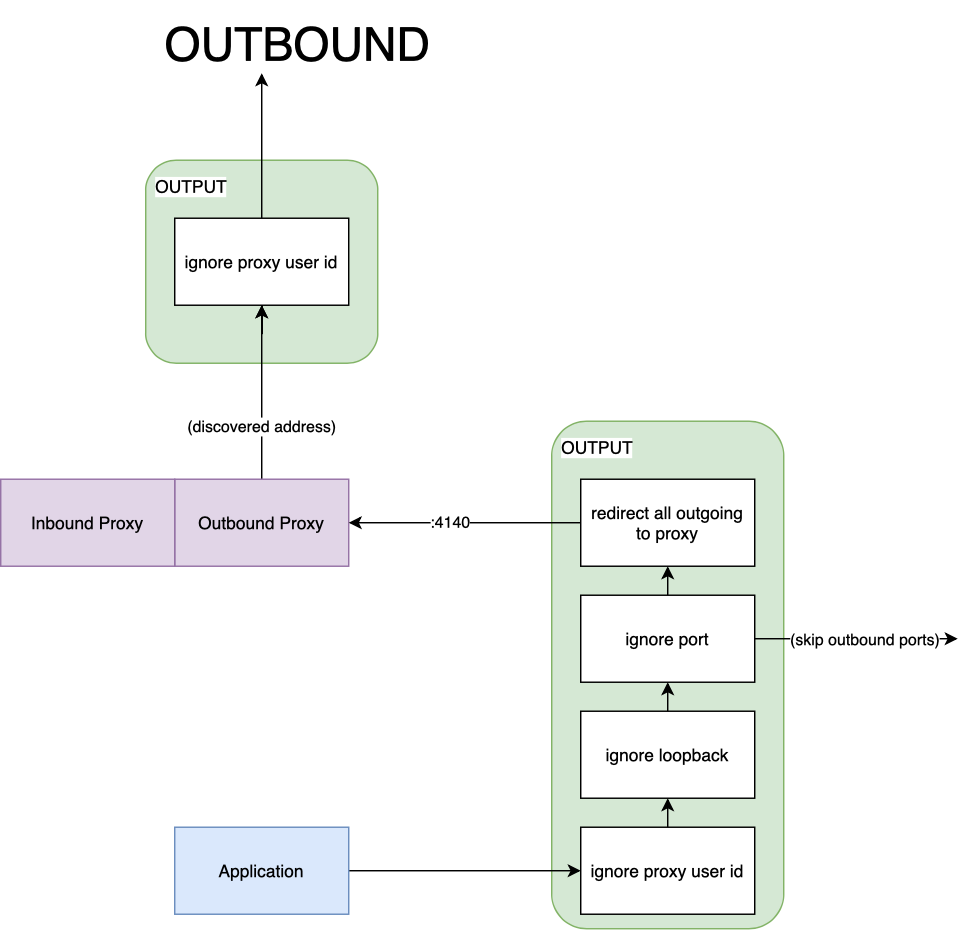 OUTBOUND
OUTPUT
ignore proxy user id
(discovered address)
OUTPUT
Inbound Proxy
Outbound Proxy
:4140
redirect all outgoing
to proxy
ignore port
(skip outbound ports)
ignore loopback
Application
ignore proxy user id